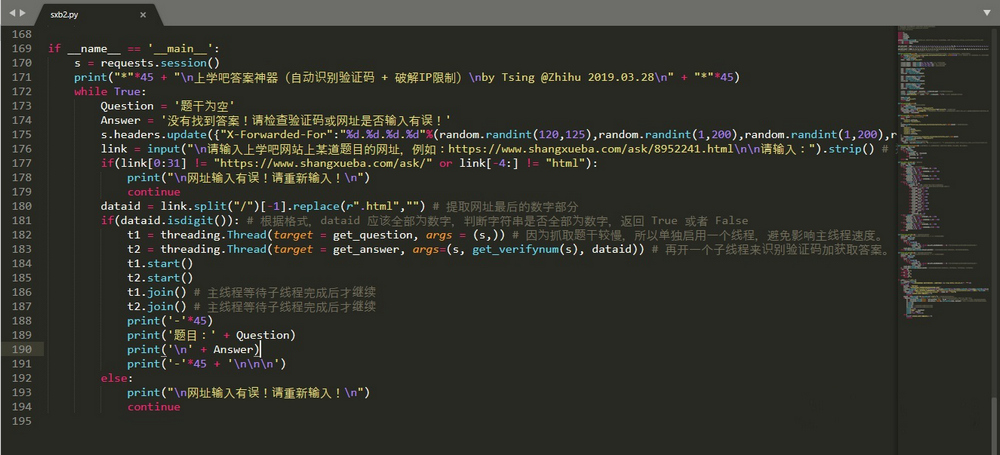 sxb2.py
168
169 if __name__ == '__main__':
170 s = requests.session()
171 print("*"*45 + "\n上学吧答案神器（自动识别验证码 + 破解IP限制）\nby Tsing @Zhihu 2019.03.28\n" + "*"*45)
172 while True:
173 Question = '题干为空'
174 Answer = '没有找到答案！请检查验证码或网址是否输入有误！'
175 s.headers.update({"X-Forwarded-For":"%d.%d.%d.%d"%(random.randint(120,125),random.randint(1,200),random.randint(1,200),r
176 link = input("\n请输入上学吧网站上某道题目的网址，例如：https://www.shangxueba.com/ask/8952241.html\n\n请输入：").strip() #
177 if(link[0:31] != "https://www.shangxueba.com/ask/" or link[-4:] != "html"):
178 print("\n网址输入有误！请重新输入！\n")
179 continue
180 dataid = link.split("/")[-1].replace(r".html","") # 提取网址最后的数字部分
181 if(dataid.isdigit()): # 根据格式，dataid 应该全部为数字，判断字符串是否全部为数字，返回 True 或者 False
182 t1 = threading.Thread(target = get_question, args = (s,)) # 因为抓取题干较慢，所以单独启用一个线程，避免影响主线程速度。
183 t2 = threading.Thread(target = get_answer, args=(s, get_verifynum(s), dataid)) # 再开一个子线程来识别验证码加获取答案。
184 t1.start()
185 t2.start()
186 t1.join() # 主线程等待子线程完成后才继续
187 t2.join() # 主线程等待子线程完成后才继续
188 print('-'*45)
189 print('题目：' + Question)
190 print('\n' + Answer)
191 print('-'*45 + '\n\n\n')
192 else:
193 print("\n网址输入有误！请重新输入！\n")
194 continue
195